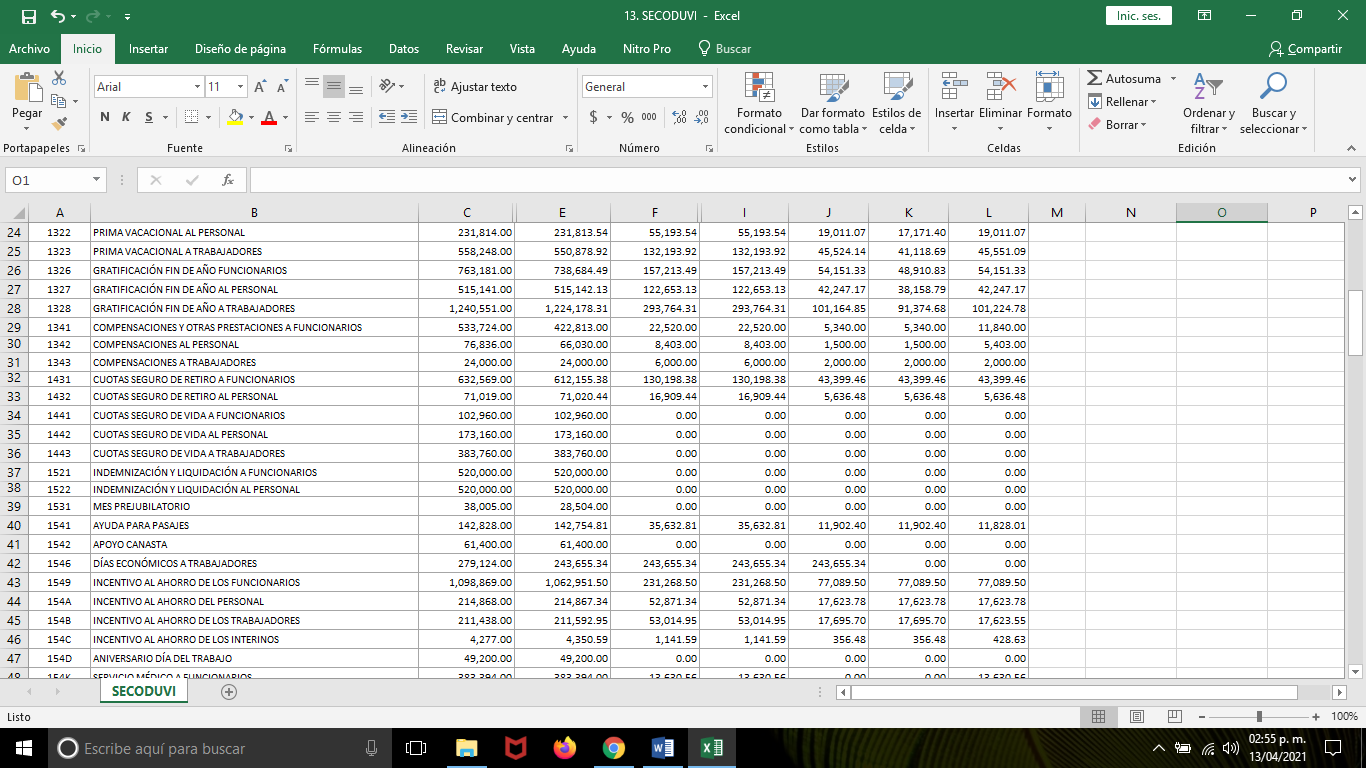 13. SECODUVI - Excel
Inic. ses.
Archivo Inicio Insertar Diseño de página Fórmulas Datos Revisar Vista Ayuda Nitro Pro Buscar Compartir
Pegar
Portapapeles
Arial 11
N K S
Fuente
Ajustar texto
Combinar y centrar
Alineación
General
$ % 000
Número
Formato condicional
Dar formato como tabla
Estilos de celda
Estilos
Insertar Eliminar Formato
Celdas
Autosuma
Rellenar
Borrar
Ordenar y filtrar
Buscar y seleccionar
Edición
O1 fx
A B C E F I J K L M N O P
24 1322 PRIMA VACACIONAL AL PERSONAL 231,814.00 231,813.54 55,193.54 55,193.54 19,011.07 17,171.40 19,011.07
25 1323 PRIMA VACACIONAL A TRABAJADORES 558,248.00 550,878.92 132,193.92 132,193.92 45,524.14 41,118.69 45,551.09
26 1326 GRATIFICACIÓN FIN DE AÑO FUNCIONARIOS 763,181.00 738,684.49 157,213.49 157,213.49 54,151.33 48,910.83 54,151.33
27 1327 GRATIFICACIÓN FIN DE AÑO AL PERSONAL 515,141.00 515,142.13 122,653.13 122,653.13 42,247.17 38,158.79 42,247.17
28 1328 GRATIFICACIÓN FIN DE AÑO A TRABAJADORES 1,240,551.00 1,224,178.31 293,764.31 293,764.31 101,164.85 91,374.68 101,224.78
29 1341 COMPENSACIONES Y OTRAS PRESTACIONES A FUNCIONARIOS 533,724.00 422,813.00 22,520.00 22,520.00 5,340.00 5,340.00 11,840.00
30 1342 COMPENSACIONES AL PERSONAL 76,836.00 66,030.00 8,403.00 8,403.00 1,500.00 1,500.00 5,403.00
31 1343 COMPENSACIONES A TRABAJADORES 24,000.00 24,000.00 6,000.00 6,000.00 2,000.00 2,000.00 2,000.00
32 1431 CUOTAS SEGURO DE RETIRO A FUNCIONARIOS 632,569.00 612,155.38 130,198.38 130,198.38 43,399.46 43,399.46 43,399.46
33 1432 CUOTAS SEGURO DE RETIRO AL PERSONAL 71,019.00 71,020.44 16,909.44 16,909.44 5,636.48 5,636.48 5,636.48
34 1441 CUOTAS SEGURO DE VIDA A FUNCIONARIOS 102,960.00 102,960.00 0.00 0.00 0.00 0.00 0.00
35 1442 CUOTAS SEGURO DE VIDA AL PERSONAL 173,160.00 173,160.00 0.00 0.00 0.00 0.00 0.00
36 1443 CUOTAS SEGURO DE VIDA A TRABAJADORES 383,760.00 383,760.00 0.00 0.00 0.00 0.00 0.00
37 1521 INDEMNIZACIÓN Y LIQUIDACIÓN A FUNCIONARIOS 520,000.00 520,000.00 0.00 0.00 0.00 0.00 0.00
38 1522 INDEMNIZACIÓN Y LIQUIDACIÓN AL PERSONAL 520,000.00 520,000.00 0.00 0.00 0.00 0.00 0.00
39 1531 MES PREJUBILATORIO 38,005.00 28,504.00 0.00 0.00 0.00 0.00 0.00
40 1541 AYUDA PARA PASAJES 142,828.00 142,754.81 35,632.81 35,632.81 11,902.40 11,902.40 11,828.01
41 1542 APOYO CANASTA 61,400.00 61,400.00 0.00 0.00 0.00 0.00 0.00
42 1546 DÍAS ECONÓMICOS A TRABAJADORES 279,124.00 243,655.34 243,655.34 243,655.34 243,655.34 0.00 0.00
43 1549 INCENTIVO AL AHORRO DE LOS FUNCIONARIOS 1,098,869.00 1,062,951.50 231,268.50 231,268.50 77,089.50 77,089.50 77,089.50
44 154A INCENTIVO AL AHORRO DEL PERSONAL 214,868.00 214,867.34 52,871.34 52,871.34 17,623.78 17,623.78 17,623.78
45 154B INCENTIVO AL AHORRO DE LOS TRABAJADORES 211,438.00 211,592.95 53,014.95 53,014.95 17,695.70 17,695.70 17,623.55
46 154C INCENTIVO AL AHORRO DE LOS INTERINOS 4,277.00 4,350.59 1,141.59 1,141.59 356.48 356.48 428.63
47 154D ANIVERSARIO DÍA DEL TRABAJO 49,200.00 49,200.00 0.00 0.00 0.00 0.00 0.00
48 154K SERVICIO MÉDICO A FUNCIONARIOS 383,394.00 383,394.00 13,630.56 13,630.56 0.00 0.00 13,630.56
SECODUVI
Listo 100%
Escribe aquí para buscar
02:55 p. m.
13/04/2021